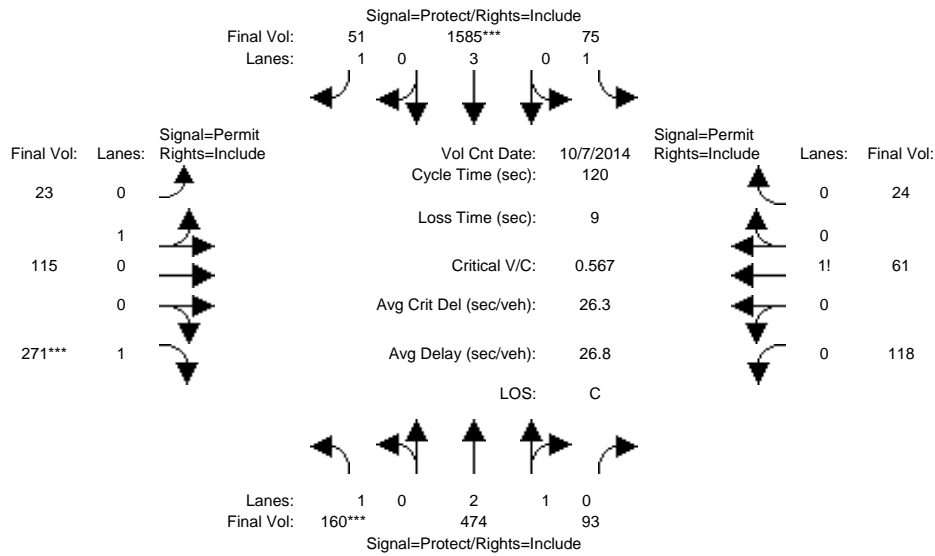 Signal=Protect/Rights=Include
Final Vol: 51 1585*** 75
Lanes: 1 0 3 0 1
Signal=Permit Signal=Permit
Final Vol: Lanes: Rights=Include Vol Cnt Date: 10/7/2014 Rights=Include Lanes: Final Vol:
Cycle Time (sec): 120
23 0 0 24
Loss Time (sec): 9
1 0
115 0 Critical V/C: 0.567 1! 61
0 Avg Crit Del (sec/veh): 26.3 0
271*** 1 Avg Delay (sec/veh): 26.8 0 118
LOS: C
Lanes: 1 0 2 1 0
Final Vol: 160*** 474 93
Signal=Protect/Rights=Include